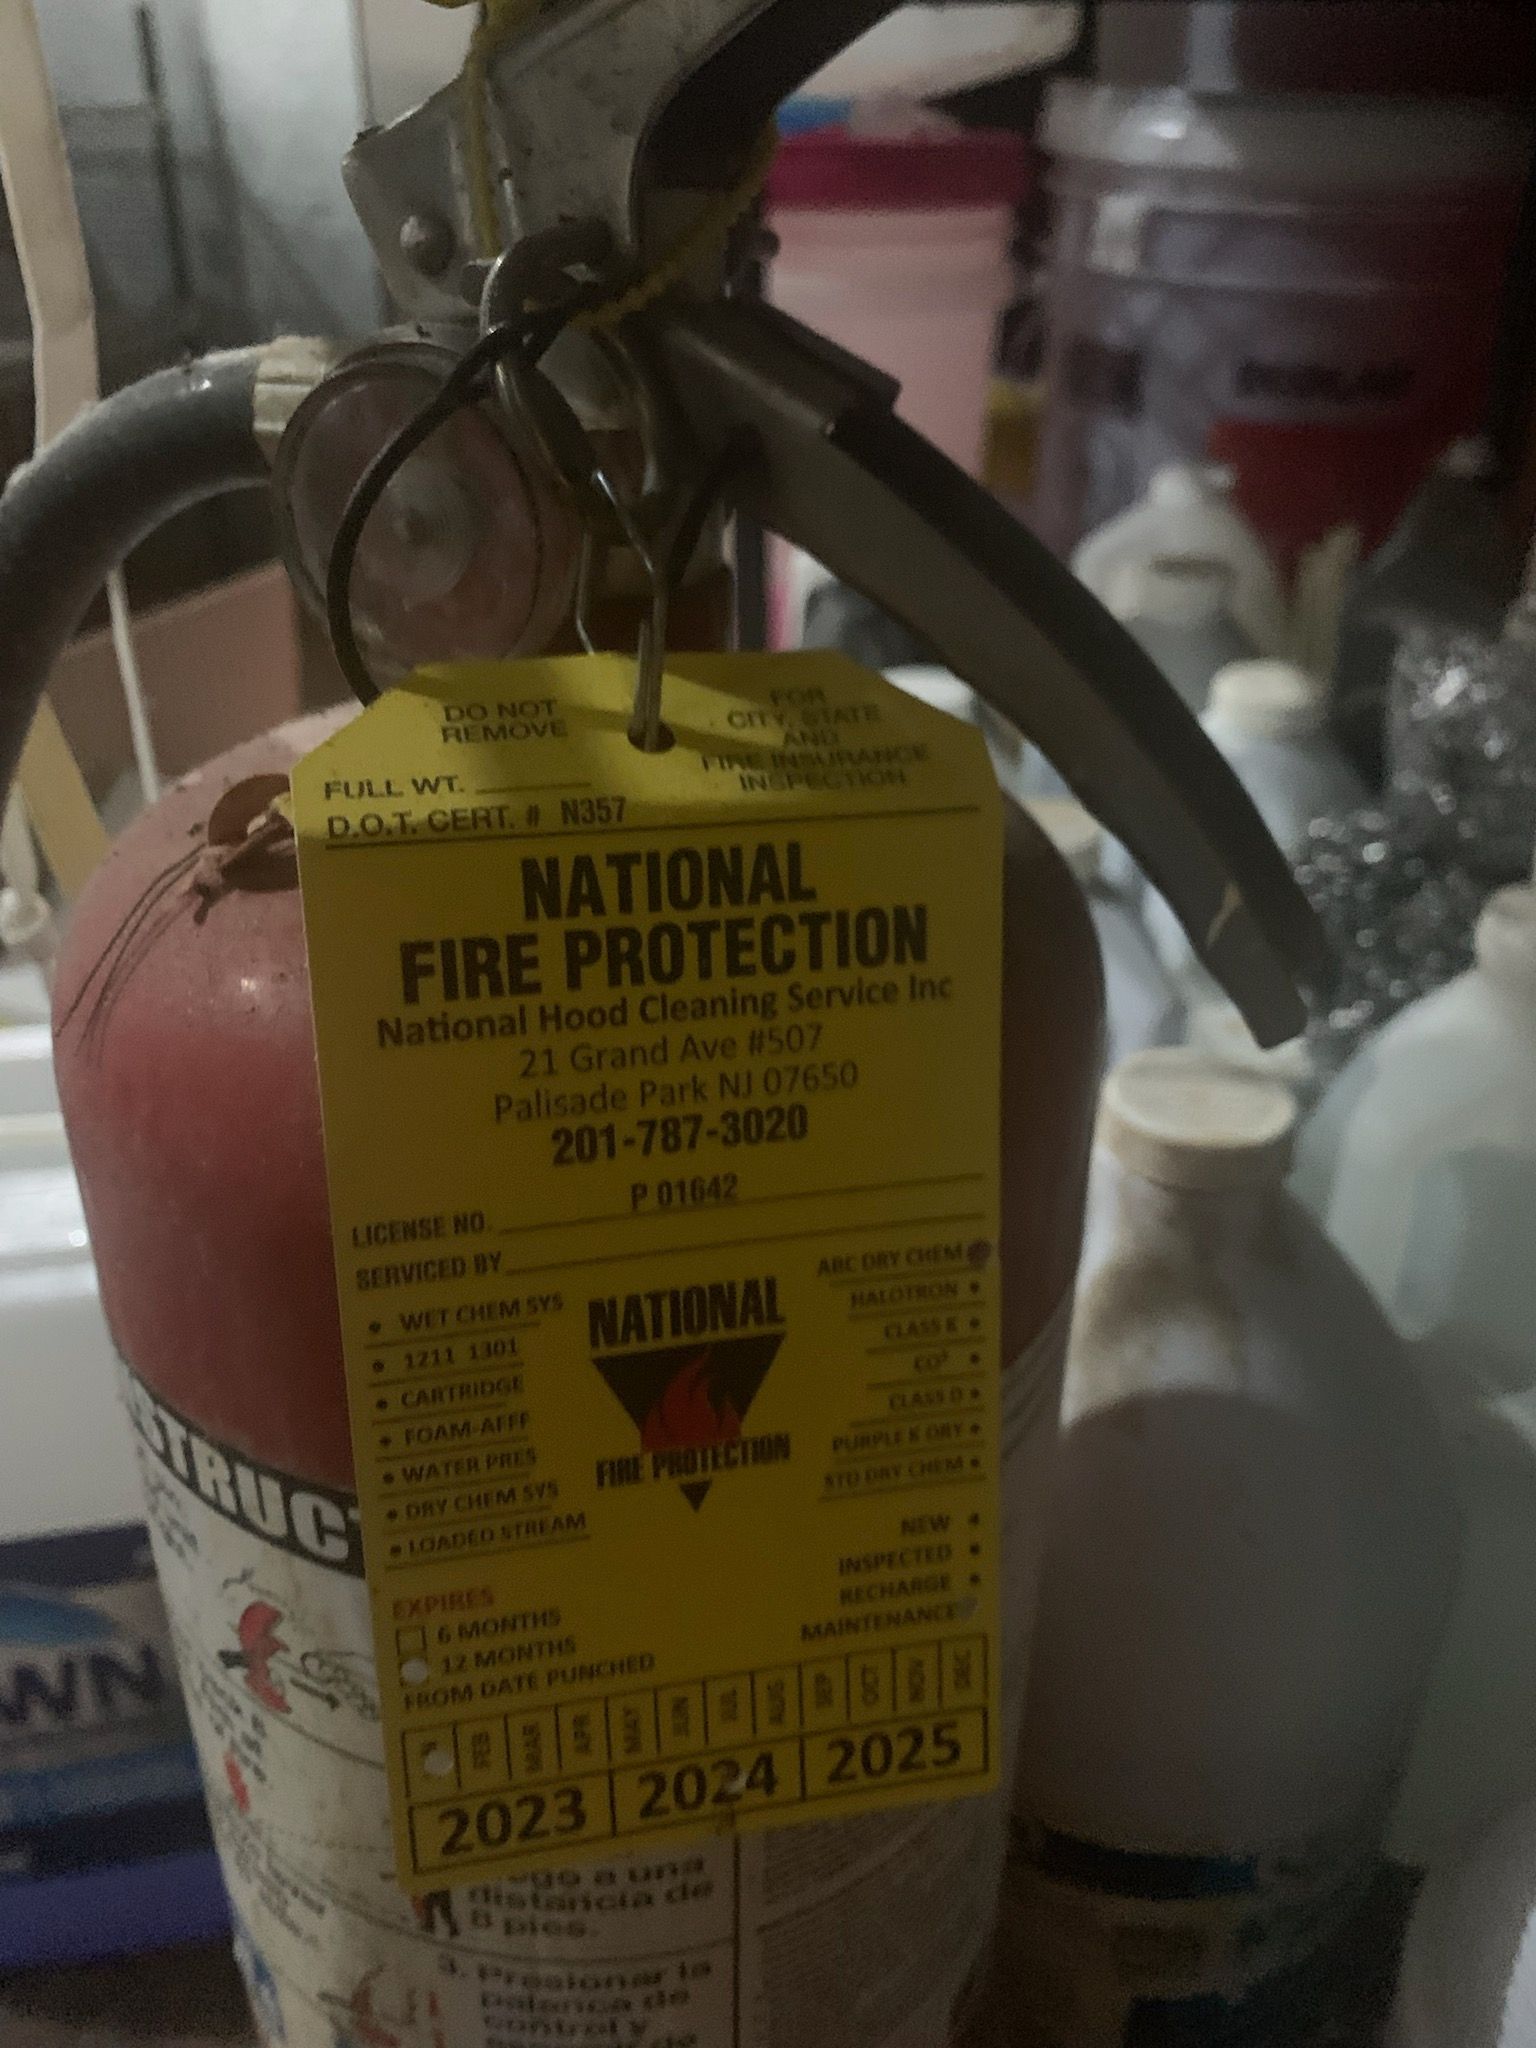 DO NOT
REMOVE
FOR
CITY, STATE
AND
FIRE INSURANCE
INSPECTION
FULL WT.
D.O.T. CERT. # N357
NATIONAL
FIRE PROTECTION
National Hood Cleaning Service Inc
21 Grand Ave #507
Palisade Park NJ 07650
201-787-3020
P 01642
LICENSE NO.
SERVICED BY
• WET CHEM SYS
• 1211 1301
• CARTRIDGE
• FOAM-AFFF
• WATER PRES
• DRY CHEM SYS
• LOADED STREAM
NATIONAL
FIRE PROTECTION
ABC DRY CHEM
HALOTRON •
CLASS K •
CO² •
CLASS D •
PURPLE K DRY •
STD DRY CHEM •
NEW •
INSPECTED •
RECHARGE •
MAINTENANCE
EXPIRES
6 MONTHS
12 MONTHS
FROM DATE PUNCHED
FEB MAR APR MAY JUN JUL AUG SEP OCT NOV DEC
2023 2024 2025
STRUCT
WN
a una
distancia de
8 pies.
3. Presionar la
palanca de
control y